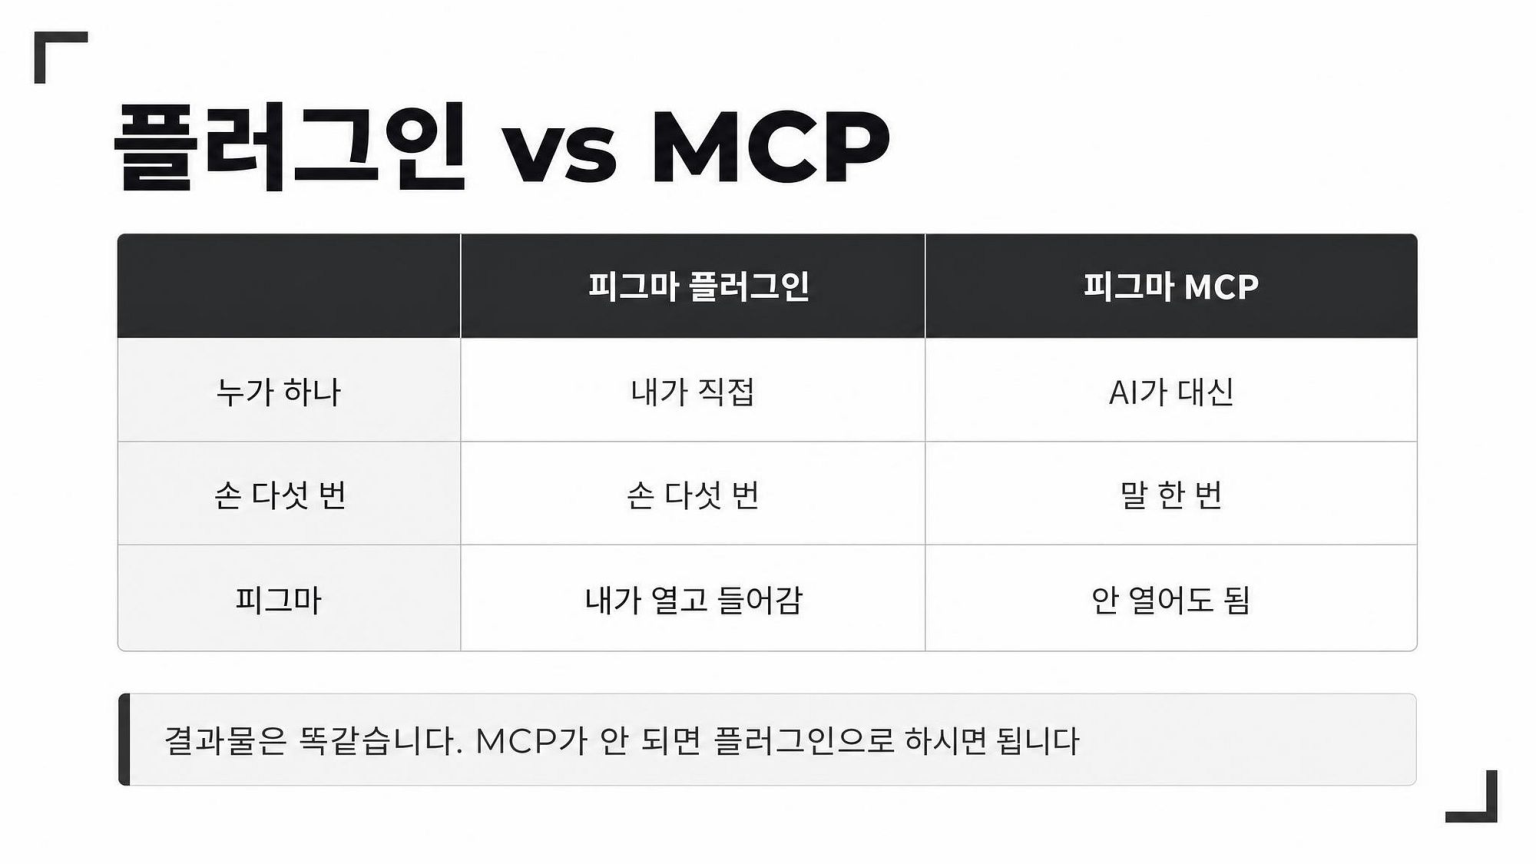 플러그인 vs MCP
피그마 플러그인 피그마 MCP
누가 하나 내가 직접 AI가 대신
손 다섯 번 손 다섯 번 말 한 번
피그마 내가 열고 들어감 안 열어도 됨
결과물은 똑같습니다. MCP가 안 되면 플러그인으로 하시면 됩니다